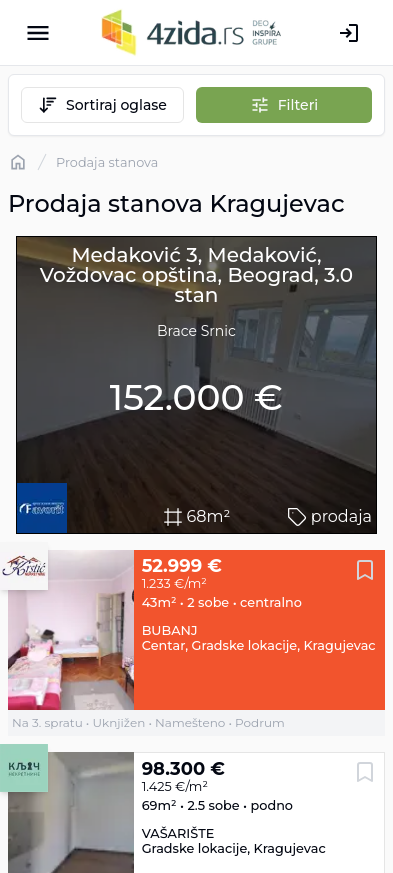 4zida.rs
DEO
INSPIRA
GRUPE
Sortiraj oglase
Filteri
/ Prodaja stanova
Prodaja stanova Kragujevac
Medaković 3, Medaković,
Voždovac opština, Beograd, 3.0
stan
Brace Srnic
152.000 €
Favorit
68m²
prodaja
Krstić
52.999 €
1.233 €/m²
43m² • 2 sobe • centralno
BUBANJ
Centar, Gradske lokacije, Kragujevac
Na 3. spratu • Uknjižen • Namešteno • Podrum
КЉУЧ
НЕКРЕТНИНЕ
98.300 €
1.425 €/m²
69m² • 2.5 sobe • podno
VAŠARIŠTE
Gradske lokacije, Kragujevac